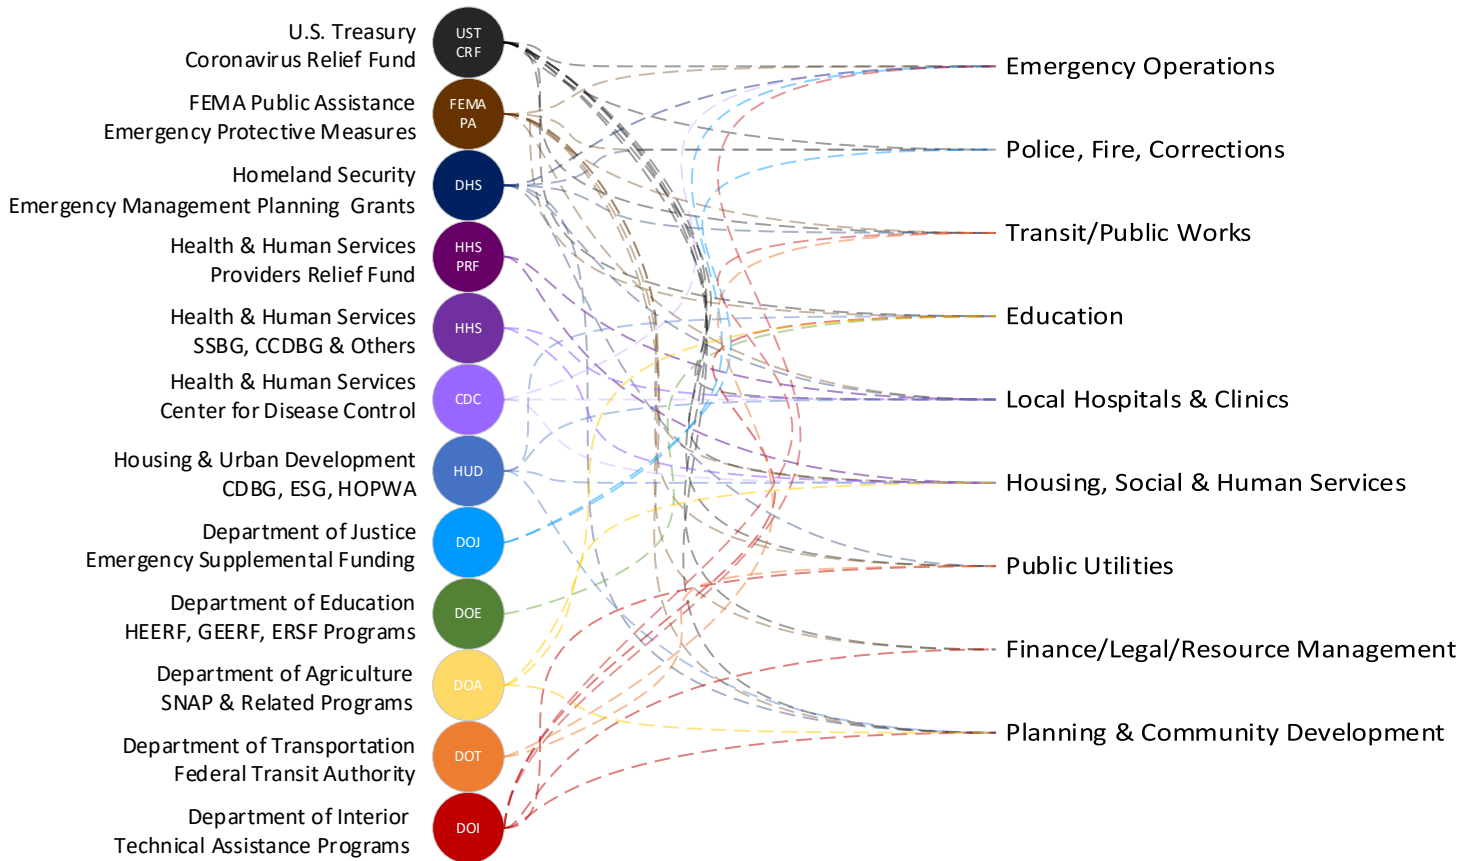 U.S. Treasury
Coronavirus Relief Fund
UST
CRF
FEMA Public Assistance
Emergency Protective Measures
FEMA
PA
Homeland Security
Emergency Management Planning Grants
DHS
Health & Human Services
Providers Relief Fund
HHS
PRF
Health & Human Services
SSBG, CCDBG & Others
HHS
Health & Human Services
Center for Disease Control
CDC
Housing & Urban Development
CDBG, ESG, HOPWA
HUD
Department of Justice
Emergency Supplemental Funding
DOJ
Department of Education
HEERF, GEERF, ERSF Programs
DOE
Department of Agriculture
SNAP & Related Programs
DOA
Department of Transportation
Federal Transit Authority
DOT
Department of Interior
Technical Assistance Programs
DOI
Emergency Operations
Police, Fire, Corrections
Transit/Public Works
Education
Local Hospitals & Clinics
Housing, Social & Human Services
Public Utilities
Finance/Legal/Resource Management
Planning & Community Development